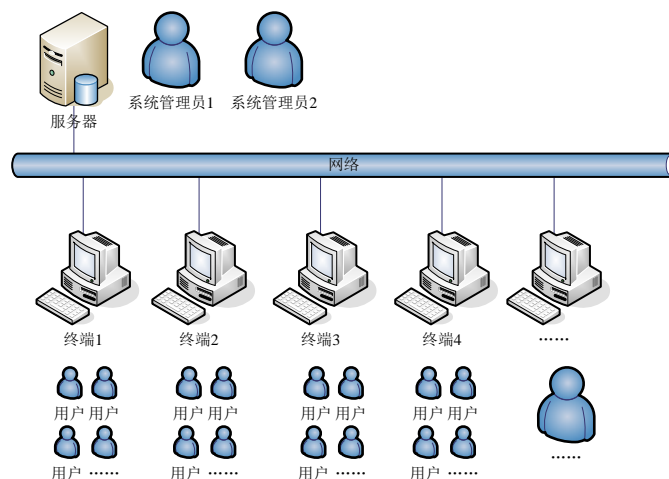 系统管理员1 系统管理员2
服务器
网络
终端1 终端2 终端3 终端4 ……
用户 用户 用户 用户 用户 用户 用户 用户
用户 …… 用户 …… 用户 …… 用户 …… ……